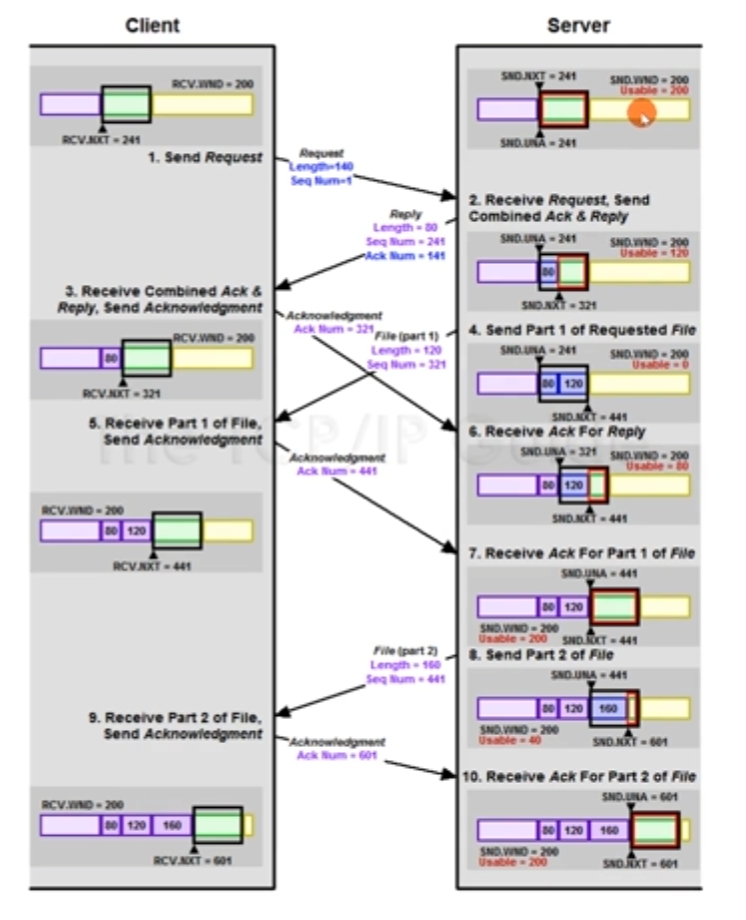 Client
Server
RCV.WND = 200
RCV.NXT = 241
SND.NXT = 241
SND.WND = 200
Usable = 200
SND.UNA = 241
1. Send Request
Request
Length=140
Seq Num=1
2. Receive Request, Send
Combined Ack & Reply
Reply
Length = 80
Seq Num = 241
Ack Num = 141
SND.UNA = 241
SND.WND = 200
Usable = 120
80
SND.NXT = 321
3. Receive Combined Ack &
Reply, Send Acknowledgment
Acknowledgment
Ack Num = 321
RCV.WND = 200
80
RCV.NXT = 321
File (part 1)
Length = 120
Seq Num = 321
4. Send Part 1 of Requested File
SND.UNA = 241
SND.WND = 200
Usable = 0
80 120
SND.NXT = 441
5. Receive Part 1 of File,
Send Acknowledgment
The TCP/IP Guide
6. Receive Ack For Reply
SND.UNA = 321
SND.WND = 200
Usable = 80
80 120
SND.NXT = 441
Acknowledgment
Ack Num = 441
RCV.WND = 200
80 120
RCV.NXT = 441
7. Receive Ack For Part 1 of File
SND.UNA = 441
80 120
SND.WND = 200
Usable = 200
SND.NXT = 441
8. Send Part 2 of File
File (part 2)
Length = 160
Seq Num = 441
SND.UNA = 441
80 120 160
SND.WND = 200
Usable = 40
SND.NXT = 601
9. Receive Part 2 of File,
Send Acknowledgment
Acknowledgment
Ack Num = 601
10. Receive Ack For Part 2 of File
RCV.WND = 200
80 120 160
RCV.NXT = 601
SND.UNA = 601
80 120 160
SND.WND = 200
Usable = 200
SND.NXT = 601